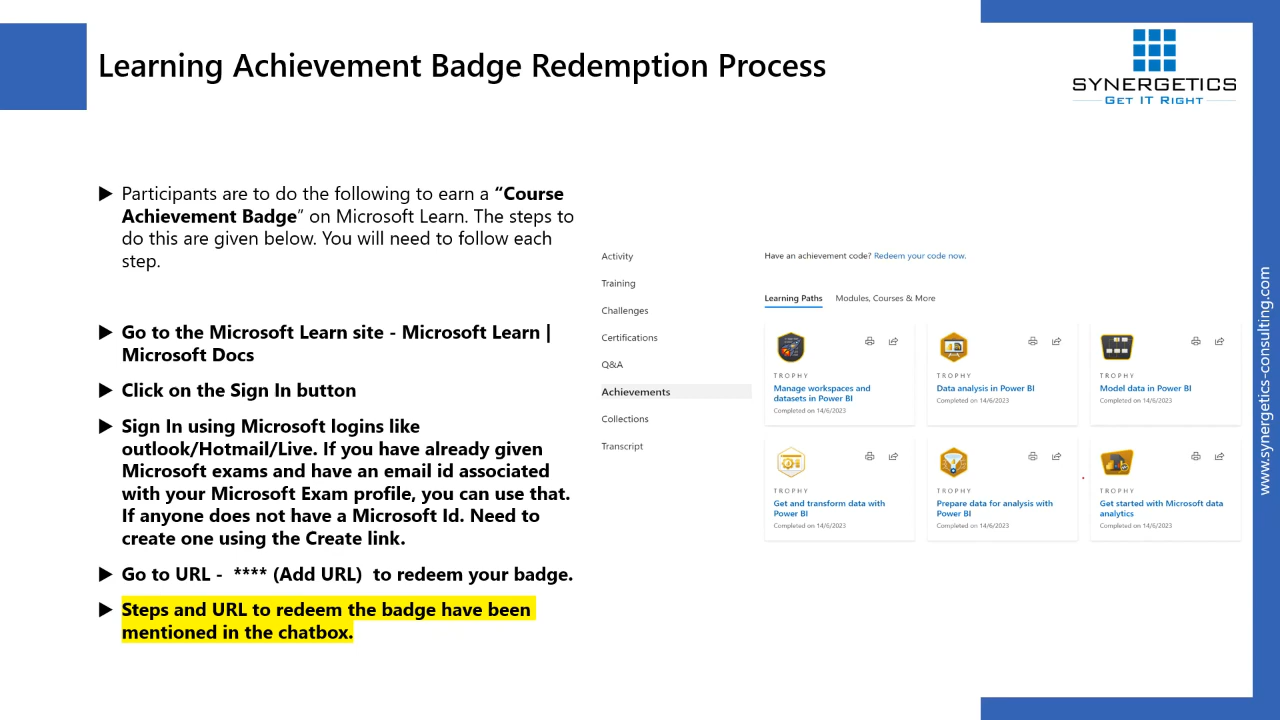 Learning Achievement Badge Redemption Process
SYNERGETICS
GET IT RIGHT
▶ Participants are to do the following to earn a “Course
Achievement Badge” on Microsoft Learn. The steps to
do this are given below. You will need to follow each
step.
▶ Go to the Microsoft Learn site - Microsoft Learn |
Microsoft Docs
▶ Click on the Sign In button
▶ Sign In using Microsoft logins like
outlook/Hotmail/Live. If you have already given
Microsoft exams and have an email id associated
with your Microsoft Exam profile, you can use that.
If anyone does not have a Microsoft Id. Need to
create one using the Create link.
▶ Go to URL - **** (Add URL) to redeem your badge.
▶ Steps and URL to redeem the badge have been
mentioned in the chatbox.
Activity
Training
Challenges
Certifications
Q&A
Achievements
Collections
Transcript
Have an achievement code? Redeem your code now.
Learning Paths Modules, Courses & More
TROPHY
Manage workspaces and
datasets in Power BI
Completed on 14/6/2023
TROPHY
Data analysis in Power BI
Completed on 14/6/2023
TROPHY
Model data in Power BI
Completed on 14/6/2023
TROPHY
Get and transform data with
Power BI
Completed on 14/6/2023
TROPHY
Prepare data for analysis with
Power BI
Completed on 14/6/2023
TROPHY
Get started with Microsoft data
analytics
Completed on 14/6/2023
www.synergetics-consulting.com